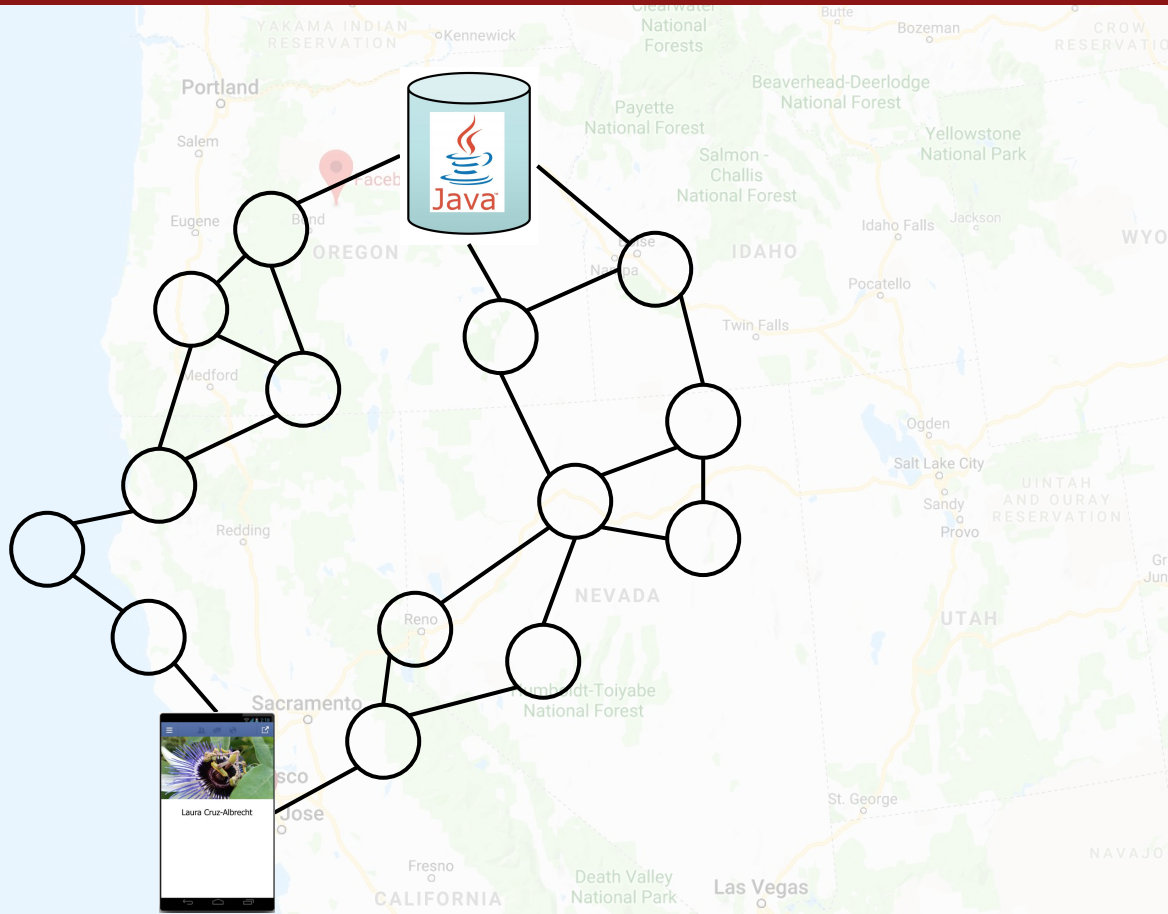 Clearwater
National
Forests
Butte
Bozeman
CROW
RESERVATIO
YAKAMA INDIAN
RESERVATION
Kennewick
Portland
Beaverhead-Deerlodge
National Forest
Payette
National Forest
Salem
Yellowstone
National Park
Salmon -
Challis
National Forest
Java
Faceb
Eugene
Bend
OREGON
Boise
Nampa
IDAHO
Idaho Falls
Jackson
WYO
Pocatello
Twin Falls
Medford
Ogden
Salt Lake City
Sandy
Provo
UINTAH
AND OURAY
RESERVATION
Redding
Gr
Jun
NEVADA
Reno
UTAH
Sacramento
Humboldt-Toiyabe
National Forest
sco
Jose
Laura Cruz-Albrecht
St. George
Fresno
CALIFORNIA
Death Valley
National Park
Las Vegas
NAVAJO